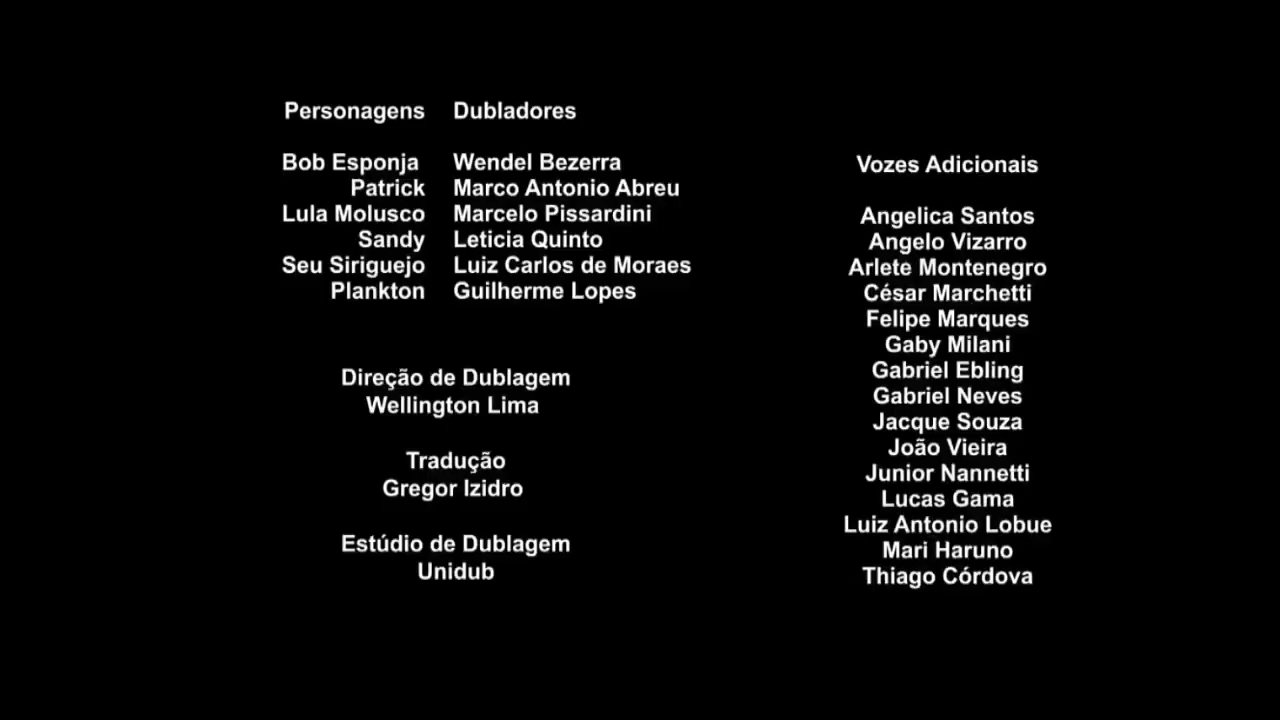 Personagens Dubladores
Bob Esponja Wendel Bezerra
Patrick Marco Antonio Abreu
Lula Molusco Marcelo Pissardini
Sandy Leticia Quinto
Seu Siriguejo Luiz Carlos de Moraes
Plankton Guilherme Lopes
Direção de Dublagem
Wellington Lima
Tradução
Gregor Izidro
Estúdio de Dublagem
Unidub
Vozes Adicionais
Angelica Santos
Angelo Vizarro
Arlete Montenegro
César Marchetti
Felipe Marques
Gaby Milani
Gabriel Ebling
Gabriel Neves
Jacque Souza
João Vieira
Junior Nannetti
Lucas Gama
Luiz Antonio Lobue
Mari Haruno
Thiago Córdova